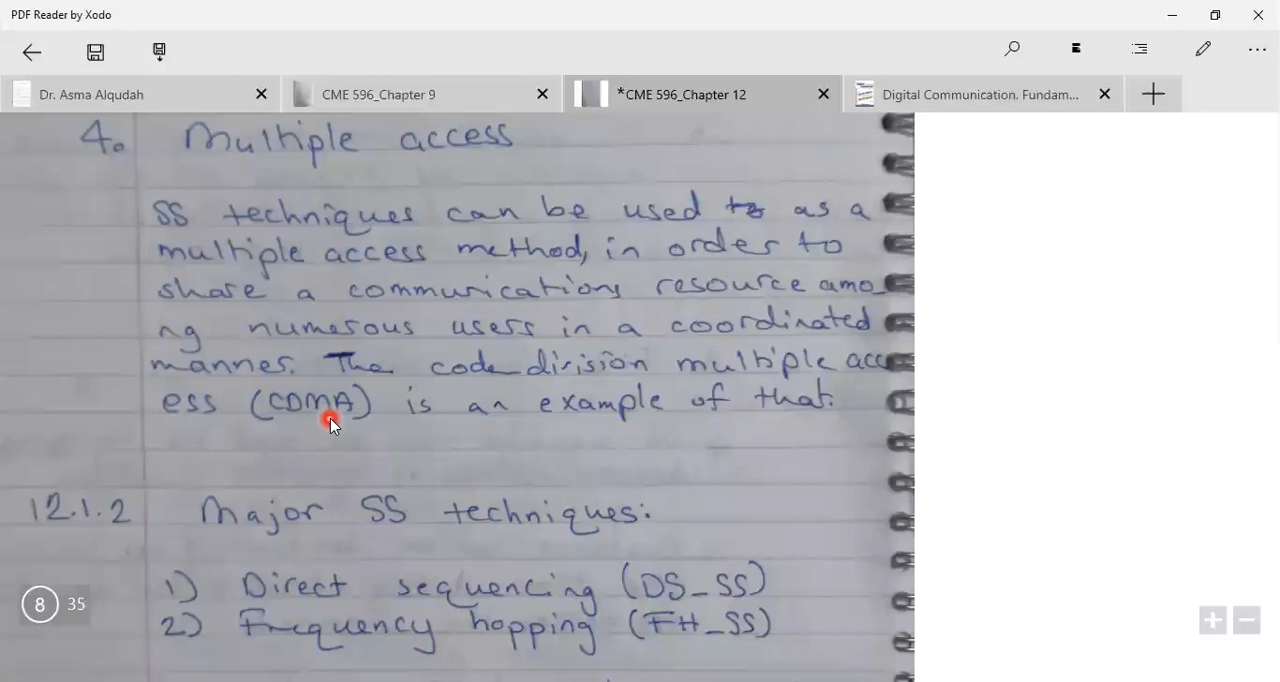 PDF Reader by Xodo
Dr. Asma Alqudah
CME 596_Chapter 9
*CME 596_Chapter 12
Digital Communication. Fundam...
4. Multiple access
SS techniques can be used to as a
multiple access method, in order to
share a communications resource amo
ng numerous users in a coordinated
manner. The code division multiple acc
ess (CDMA) is an example of that.
12.1.2 Major SS techniques:
1) Direct sequencing (DS_SS)
2) Frequency hopping (FH_SS)
8 35